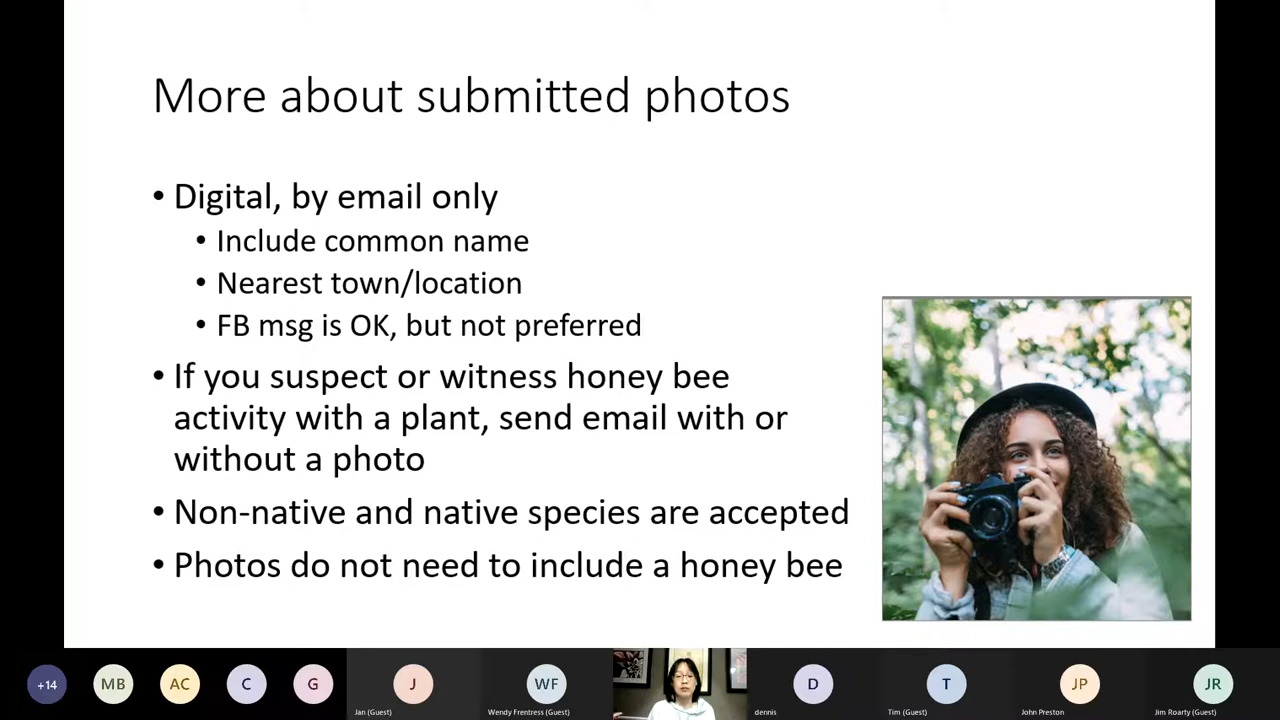 More about submitted photos
• Digital, by email only
• Include common name
• Nearest town/location
• FB msg is OK, but not preferred
• If you suspect or witness honey bee
activity with a plant, send email with or
without a photo
• Non-native and native species are accepted
• Photos do not need to include a honey bee
+14
MB
AC
C
G
J
WF
D
T
JP
JR
Jan (Guest)
Wendy Frentress (Guest)
dennis
Tim (Guest)
John Preston
Jim Roarty (Guest)